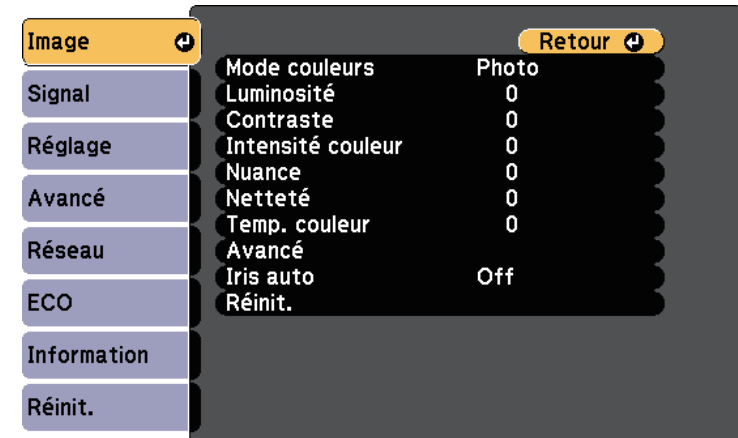 Image
Signal
Réglage
Avancé
Réseau
ECO
Information
Réinit.
Retour
Mode couleurs Photo
Luminosité 0
Contraste 0
Intensité couleur 0
Nuance 0
Netteté 0
Temp. couleur 0
Avancé
Iris auto Off
Réinit.